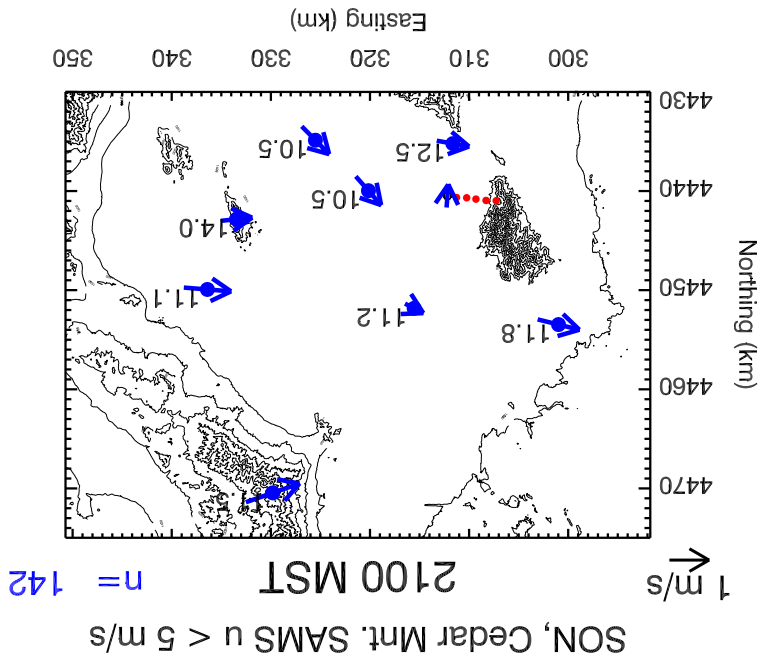 SON, Cedar Mnt. SAMS u < 5 m/s
1 m/s
2100 MST
n= 142
Northing (km)
4470
4460
4450
4440
4430
11.8
11.2
11.1
14.0
10.5
12.5
10.5
300 310 320 330 340 350
Easting (km)